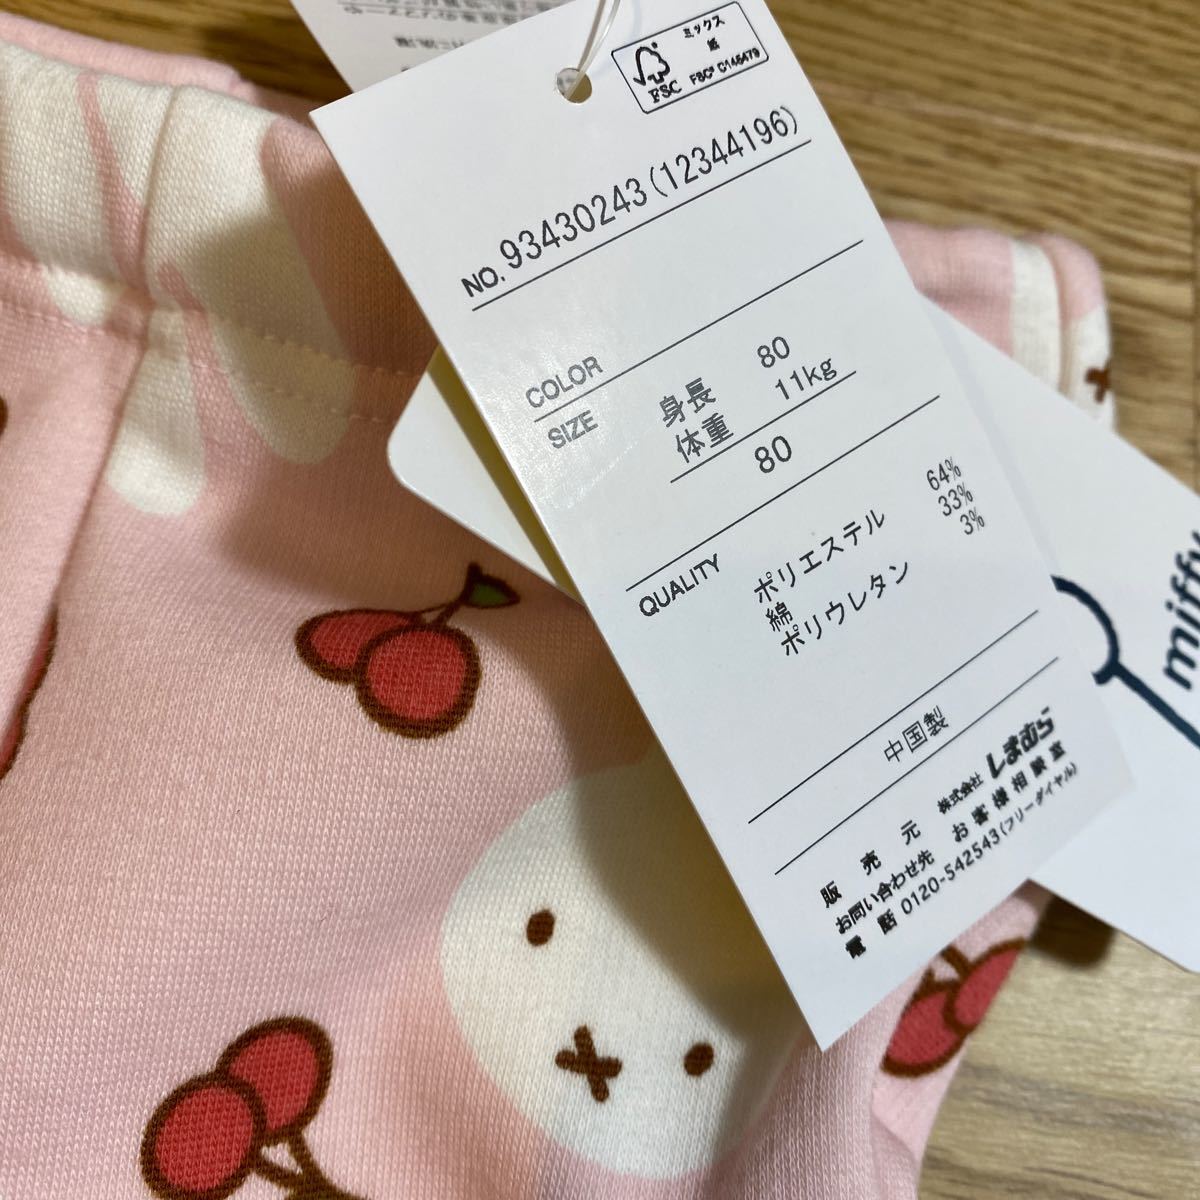 ミックス
紙
FSC® C148479
FSC
NO. 93430243(12344196)
COLOR
SIZE
身長 80
体重 11kg
80
QUALITY
ポリエステル 64%
綿 33%
ポリウレタン 3%
中国製
販売元 株式会社 しまむら
お問い合わせ先 お客様相談室
電話 0120-542543(フリーダイヤル)
miffy